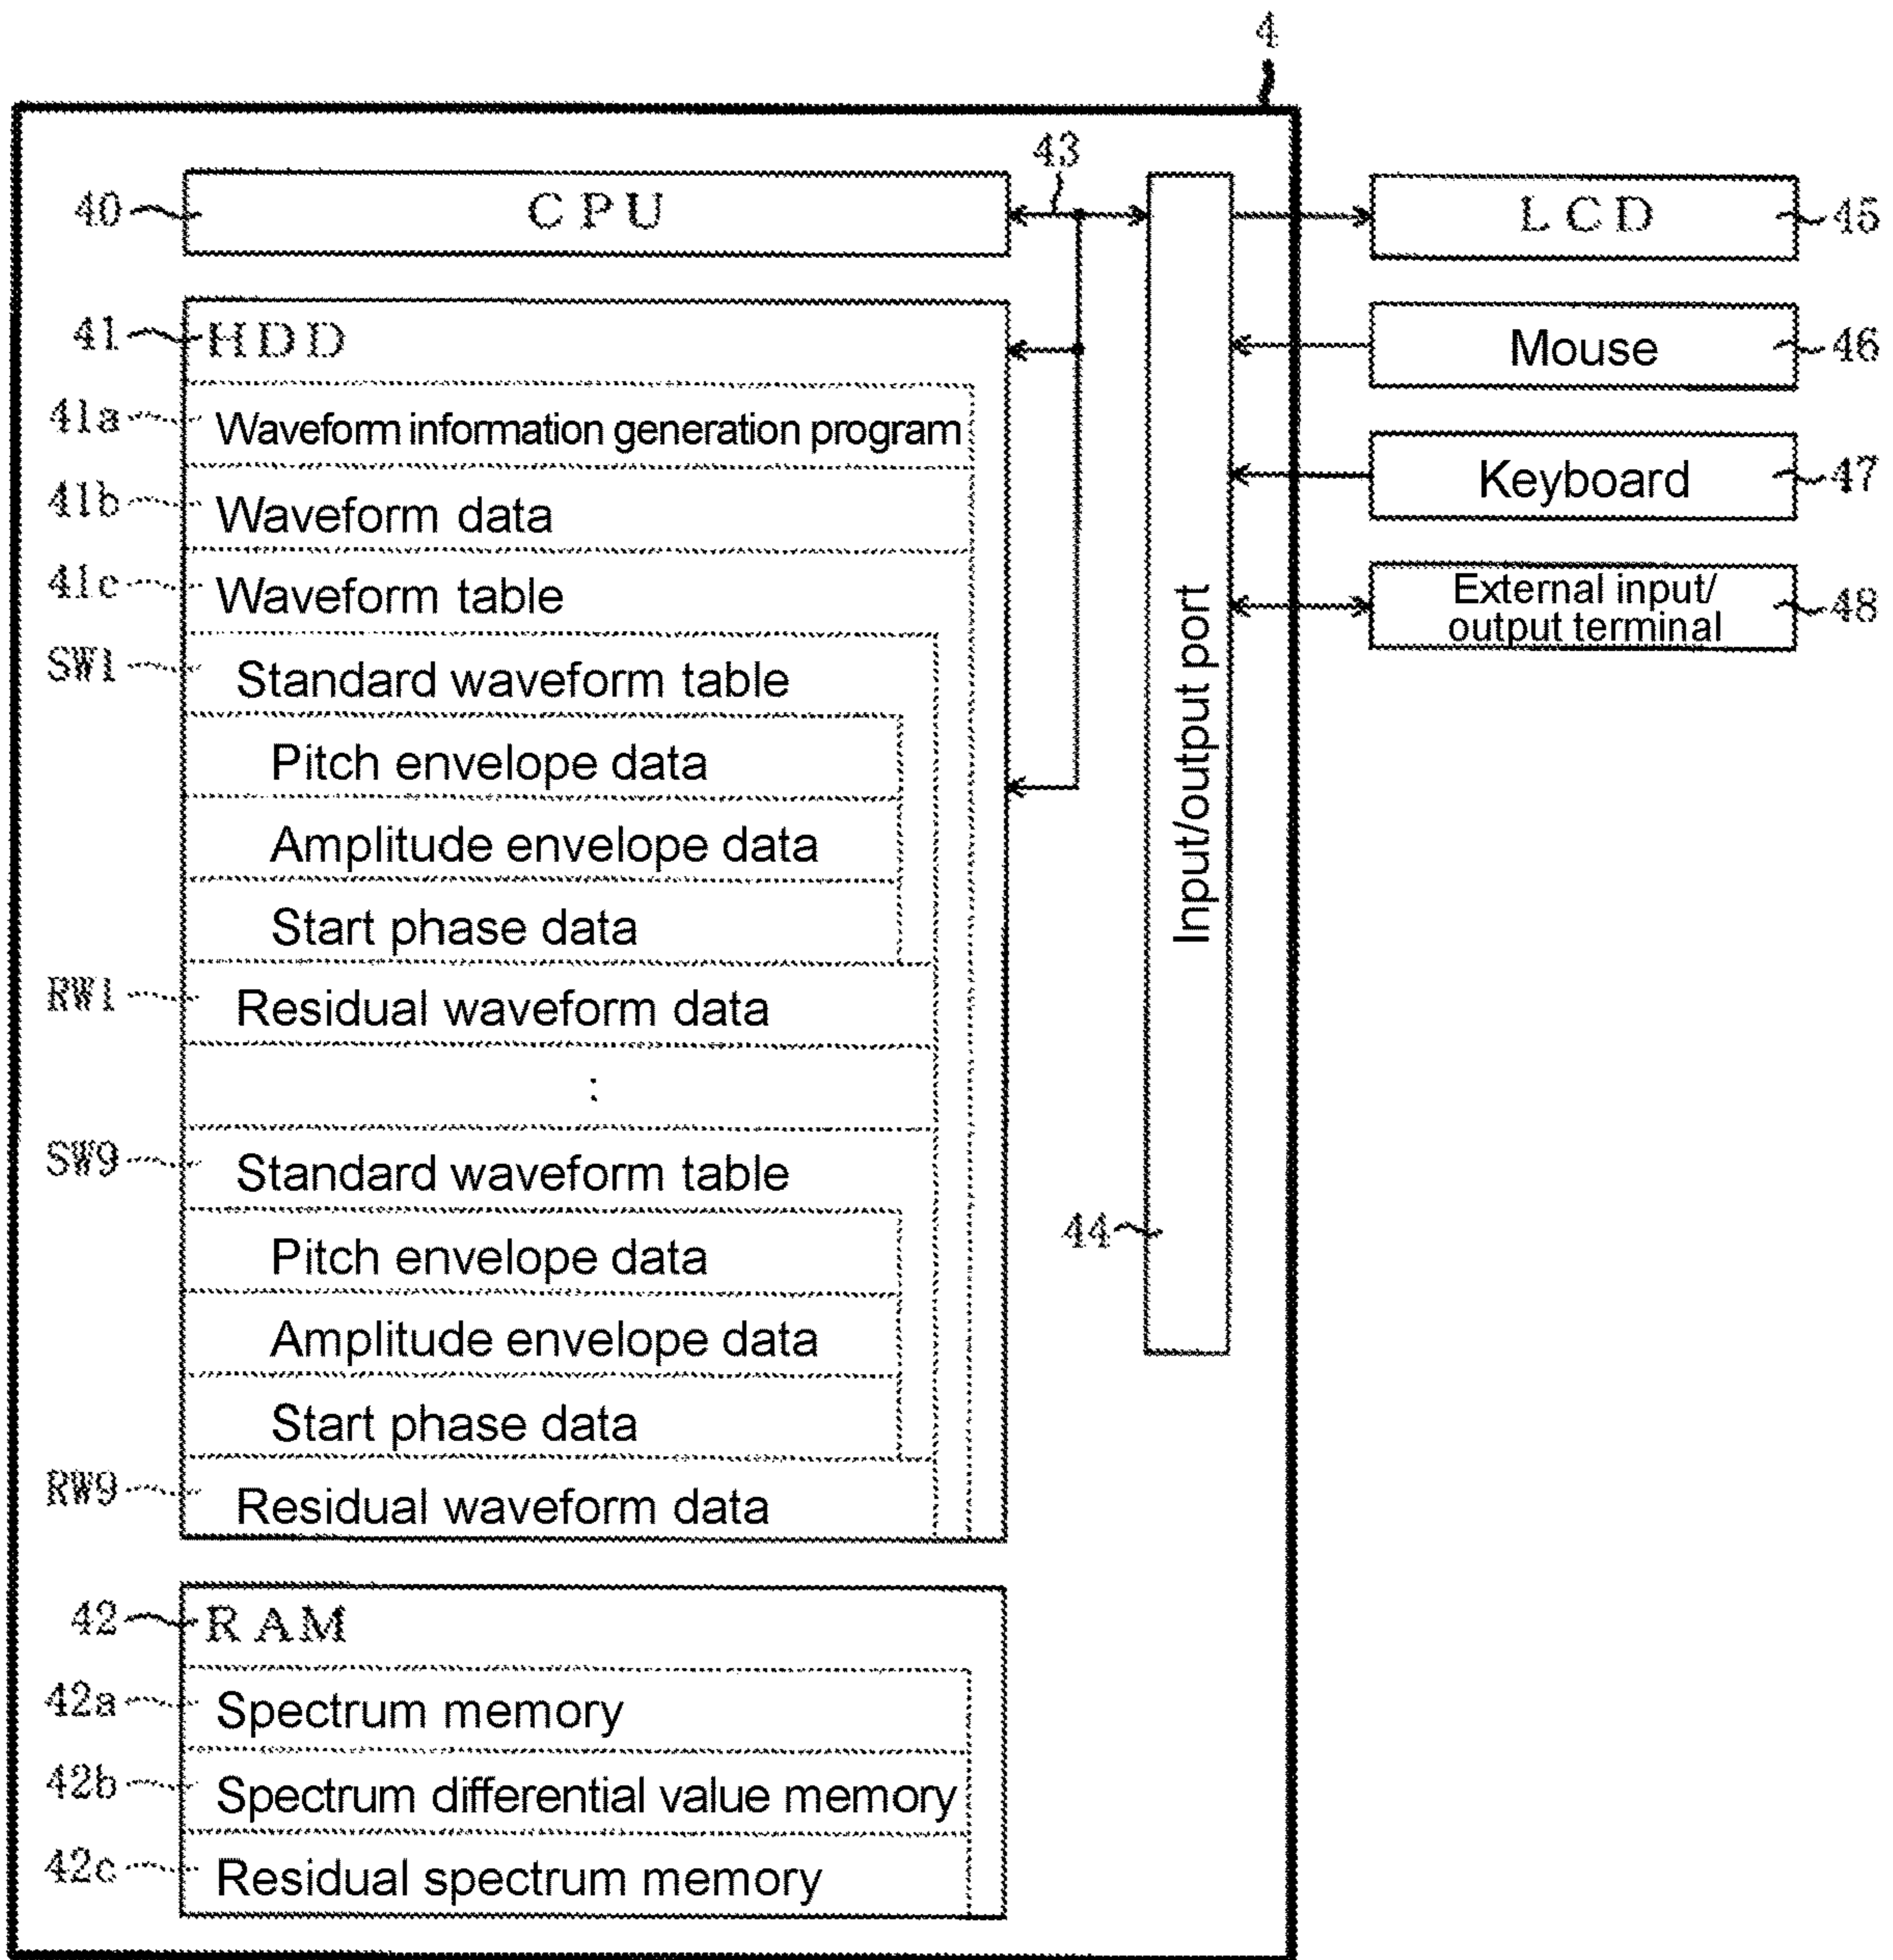 4
43
40
CPU
LCD
45
41
HDD
Mouse
46
41a
Waveform information generation program
Keyboard
47
41b
Waveform data
41c
Waveform table
External input/
output terminal
48
SW1
Standard waveform table
Pitch envelope data
Amplitude envelope data
Start phase data
Input/output port
RW1
Residual waveform data
:
SW9
Standard waveform table
44
Pitch envelope data
Amplitude envelope data
Start phase data
RW9
Residual waveform data
42
RAM
42a
Spectrum memory
42b
Spectrum differential value memory
42c
Residual spectrum memory